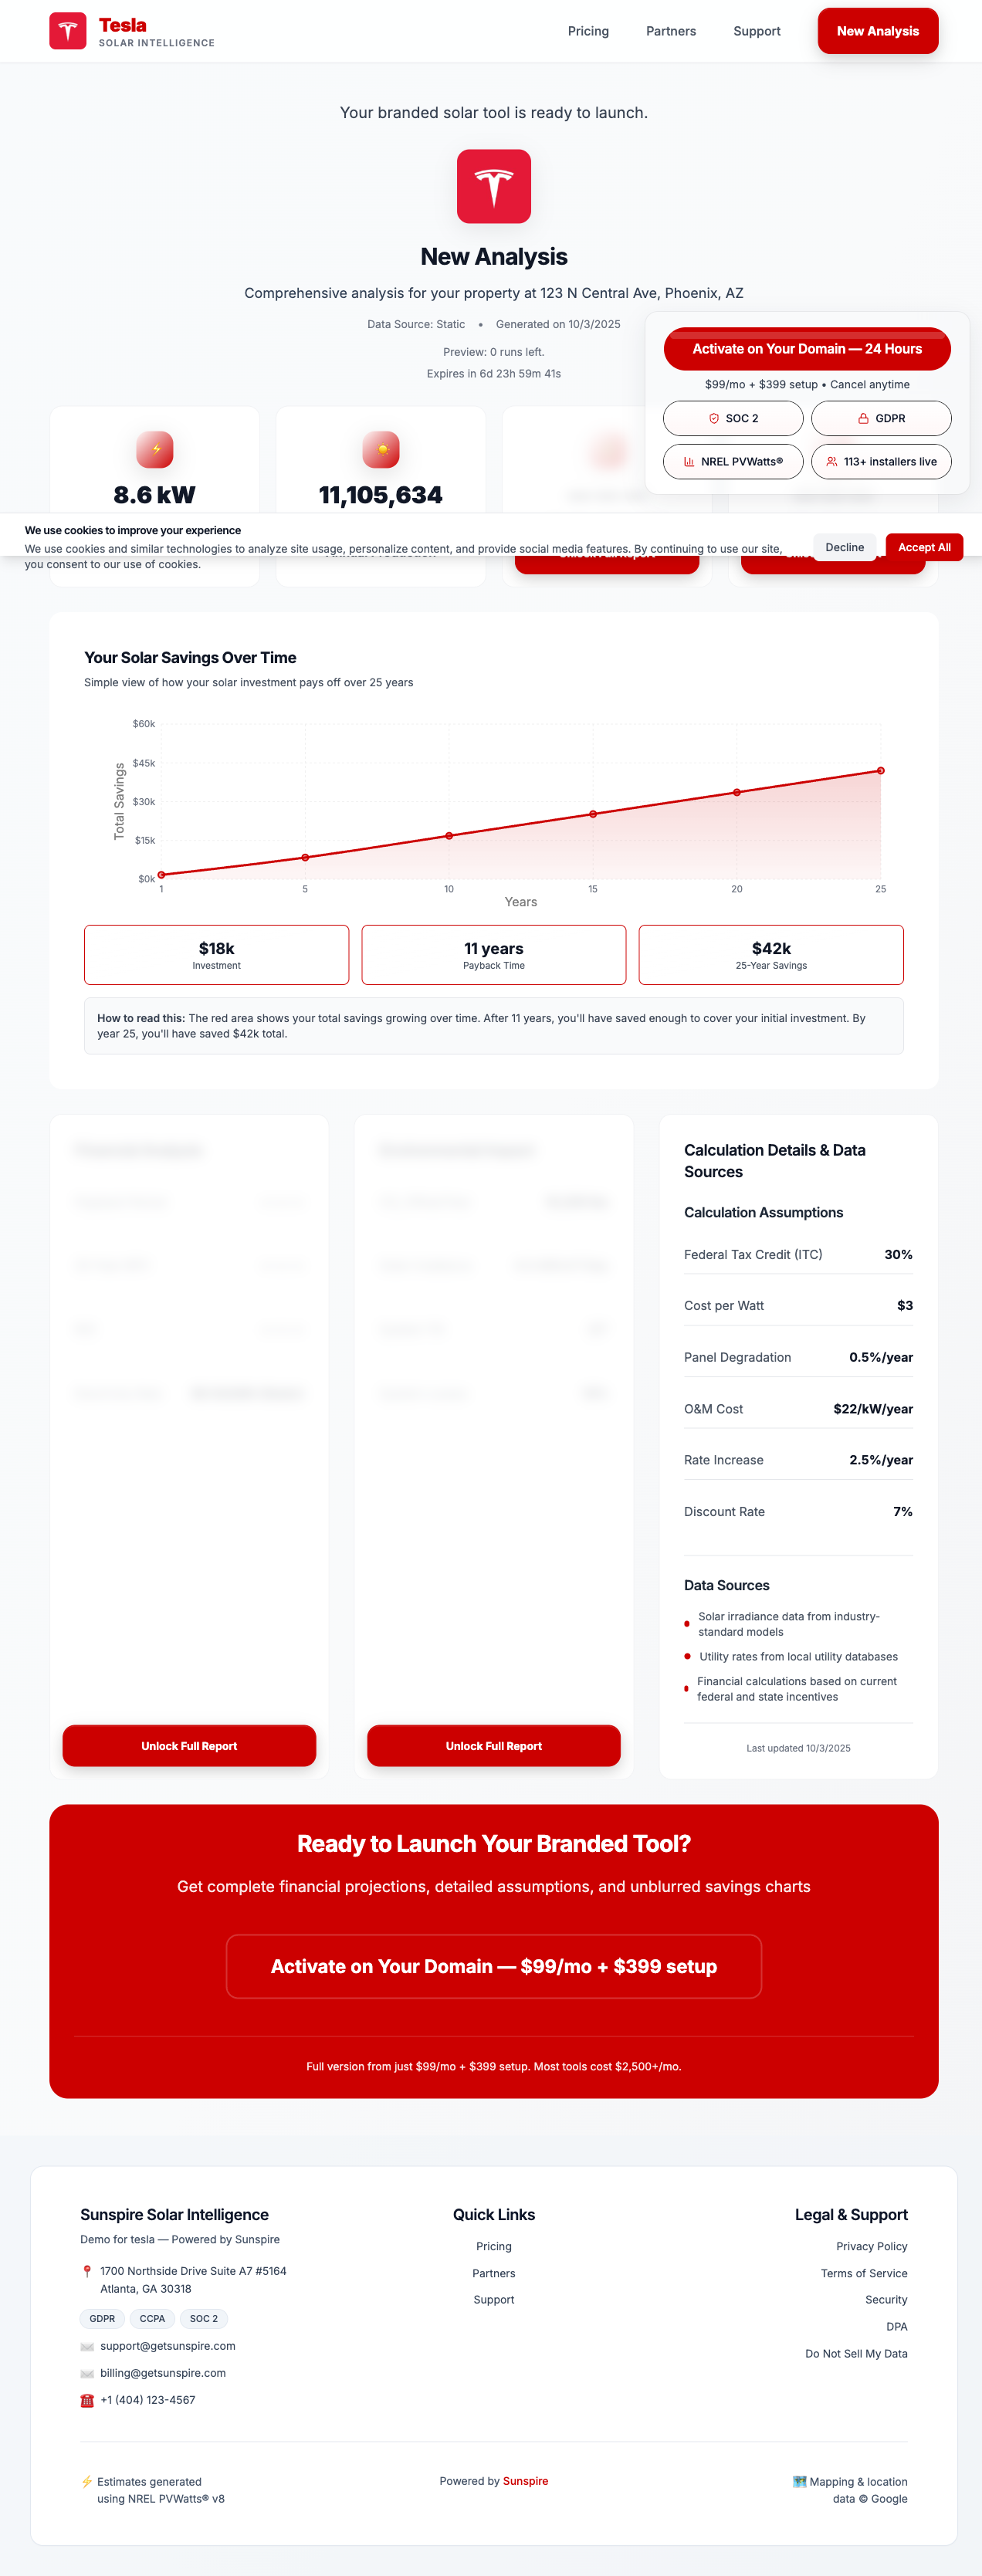 Tesla
SOLAR INTELLIGENCE
Pricing
Partners
Support
New Analysis
Your branded solar tool is ready to launch.
New Analysis
Comprehensive analysis for your property at 123 N Central Ave, Phoenix, AZ
Data Source: Static • Generated on 10/3/2025
Preview: 0 runs left.
Expires in 6d 23h 59m 41s
Activate on Your Domain — 24 Hours
$99/mo + $399 setup • Cancel anytime
SOC 2
GDPR
NREL PVWatts®
113+ installers live
8.6 kW
11,105,634
We use cookies to improve your experience
We use cookies and similar technologies to analyze site usage, personalize content, and provide social media features. By continuing to use our site,
you consent to our use of cookies.
Decline
Accept All
Your Solar Savings Over Time
Simple view of how your solar investment pays off over 25 years
$60k
$45k
$30k
$15k
$0k
Total Savings
1
5
10
15
20
25
Years
$18k
Investment
11 years
Payback Time
$42k
25-Year Savings
How to read this: The red area shows your total savings growing over time. After 11 years, you'll have saved enough to cover your initial investment. By
year 25, you'll have saved $42k total.
Unlock Full Report
Unlock Full Report
Calculation Details & Data
Sources
Calculation Assumptions
Federal Tax Credit (ITC) 30%
Cost per Watt $3
Panel Degradation 0.5%/year
O&M Cost $22/kW/year
Rate Increase 2.5%/year
Discount Rate 7%
Data Sources
Solar irradiance data from industry-
standard models
Utility rates from local utility databases
Financial calculations based on current
federal and state incentives
Last updated 10/3/2025
Ready to Launch Your Branded Tool?
Get complete financial projections, detailed assumptions, and unblurred savings charts
Activate on Your Domain — $99/mo + $399 setup
Full version from just $99/mo + $399 setup. Most tools cost $2,500+/mo.
Sunspire Solar Intelligence
Demo for tesla — Powered by Sunspire
1700 Northside Drive Suite A7 #5164
Atlanta, GA 30318
GDPR
CCPA
SOC 2
support@getsunspire.com
billing@getsunspire.com
+1 (404) 123-4567
Quick Links
Pricing
Partners
Support
Legal & Support
Privacy Policy
Terms of Service
Security
DPA
Do Not Sell My Data
Estimates generated
using NREL PVWatts® v8
Powered by Sunspire
Mapping & location
data © Google